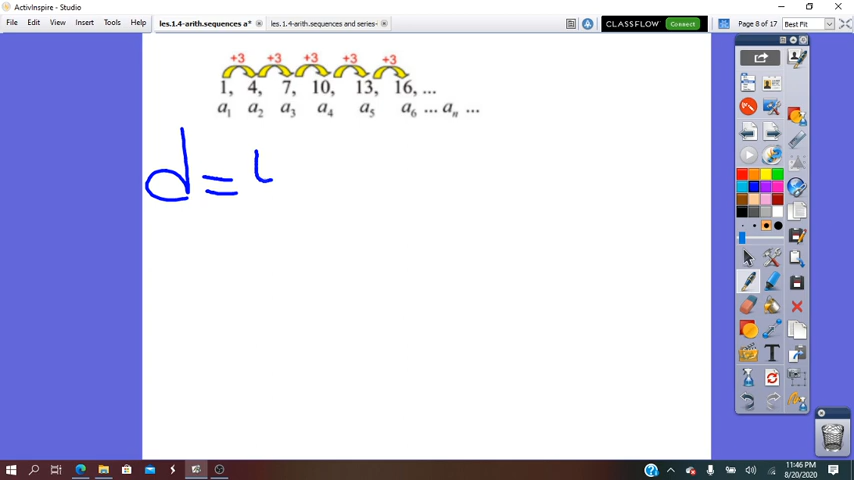 ActivInspire - Studio
File Edit View Insert Tools Help
les.1.4-arith.sequences a*
les.1.4-arith.sequences and series-
CLASSFLOW Connect
Page 8 of 17
Best Fit
+3 +3 +3 +3 +3
1, 4, 7, 10, 13, 16, ...
a1 a2 a3 a4 a5 a6 ... an ...
d =
11:46 PM
8/20/2020